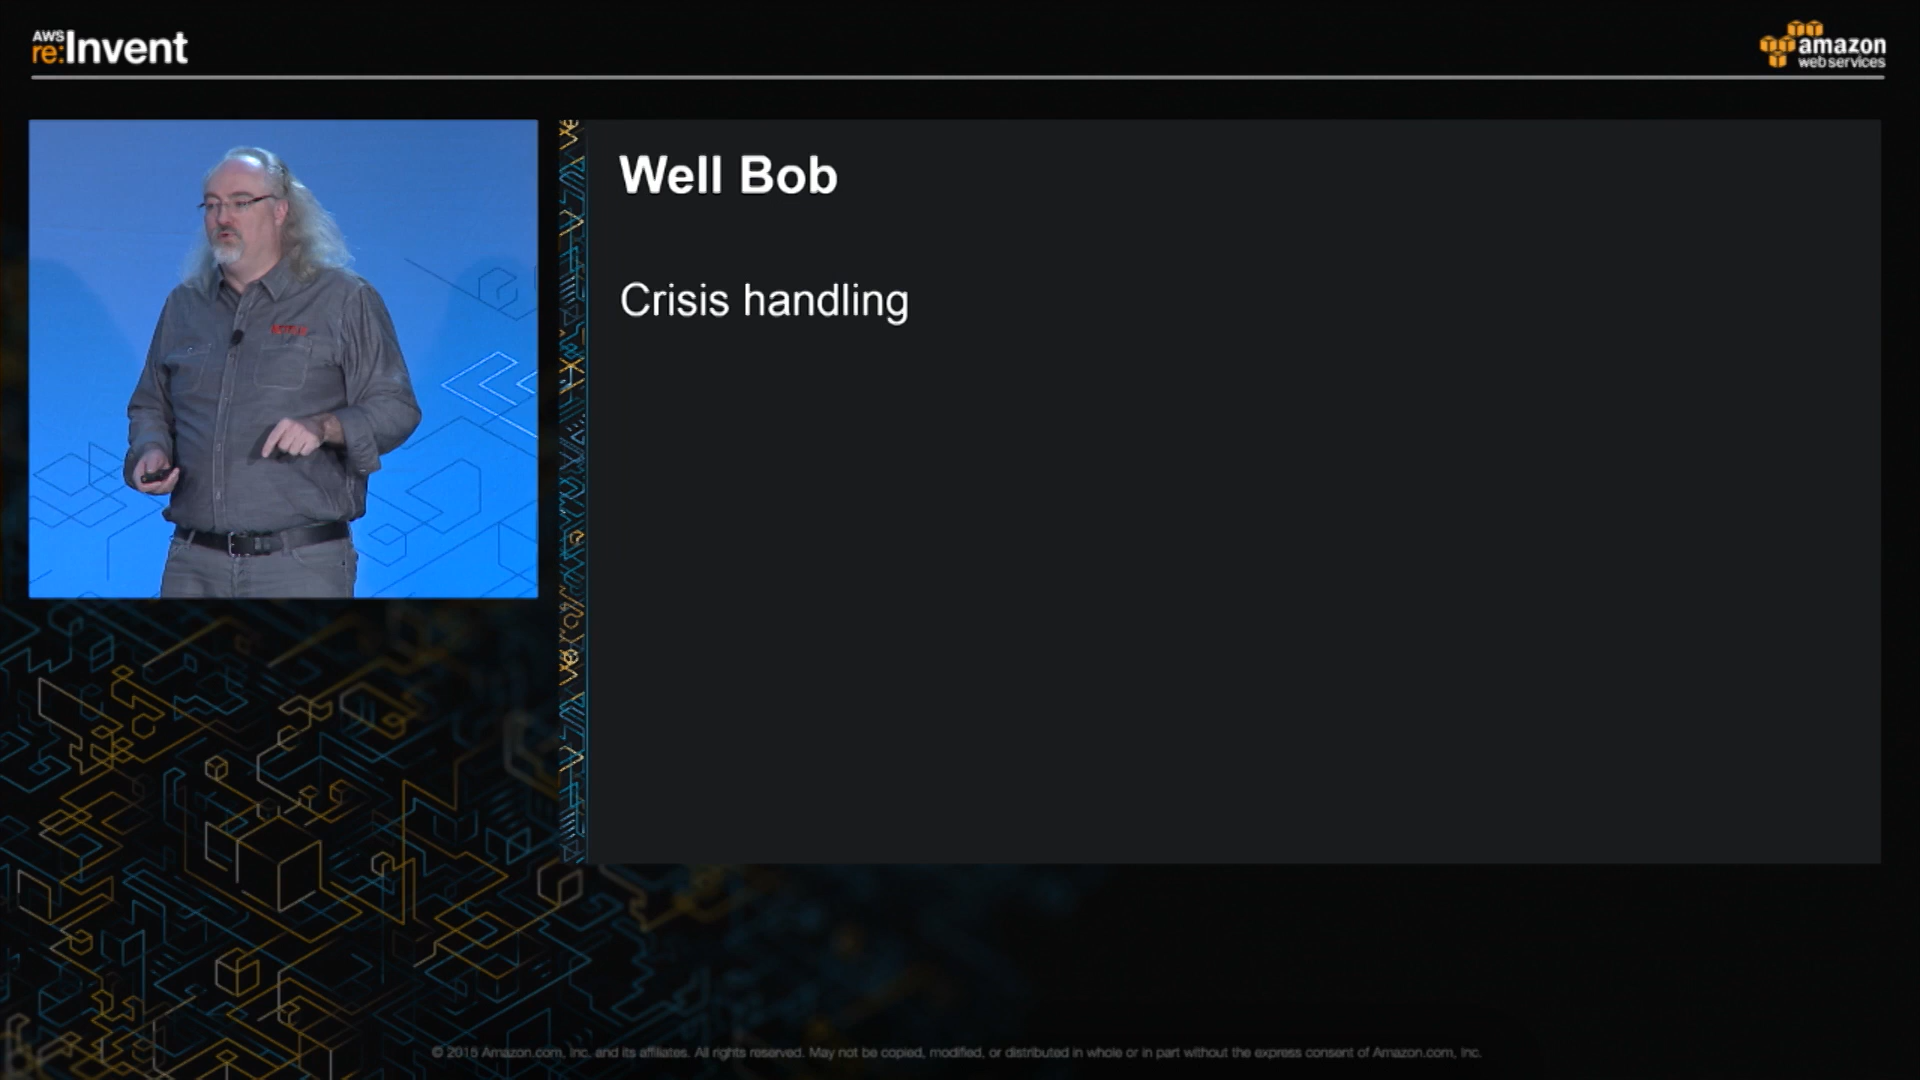 AWS
re:Invent
amazon
webservices
Well Bob
Crisis handling
© 2015 Amazon.com, Inc. and its affiliates. All rights reserved. May not be copied, modified, or distributed in whole or in part without the express consent of Amazon.com, Inc.